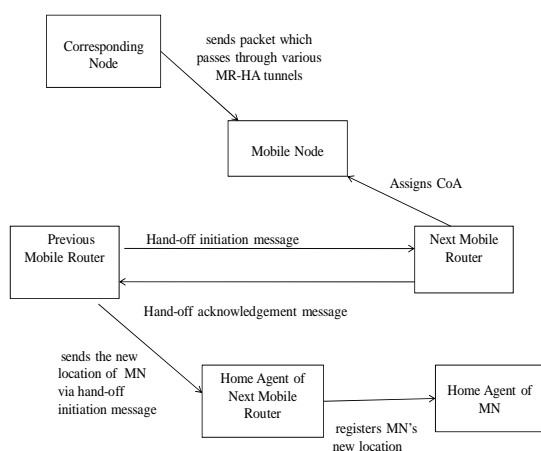 Corresponding
Node
sends packet which
passes through various
MR-HA tunnels
Mobile Node
Assigns CoA
Previous
Mobile Router
Hand-off initiation message
Next Mobile
Router
Hand-off acknowledgement message
sends the new
location of MN
via hand-off
initiation message
Home Agent of
Next Mobile
Router
Home Agent of
MN
registers MN's
new location